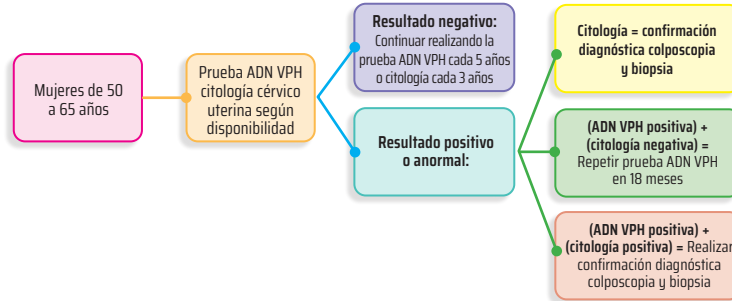 Mujeres de 50
a 65 años
Prueba ADN VPH
citología cérvico
uterina según
disponibilidad
Resultado negativo:
Continuar realizando la
prueba ADN VPH cada 5 años
o citología cada 3 años
Resultado positivo
o anormal:
Citología = confirmación
diagnóstica colposcopia
y biopsia
(ADN VPH positiva) +
(citología negativa) =
Repetir prueba ADN VPH
en 18 meses
(ADN VPH positiva) +
(citología positiva) = Realizar
confirmación diagnóstica
colposcopia y biopsia